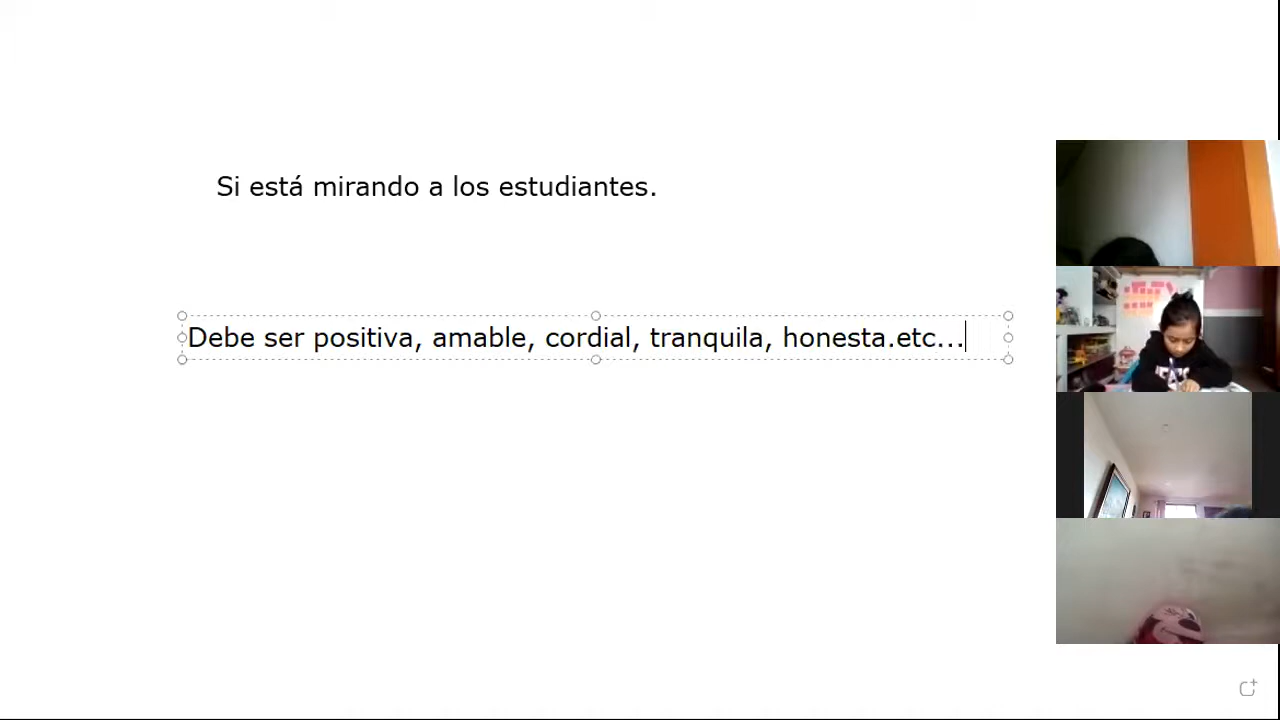 Si está mirando a los estudiantes.
Debe ser positiva, amable, cordial, tranquila, honesta.etc...